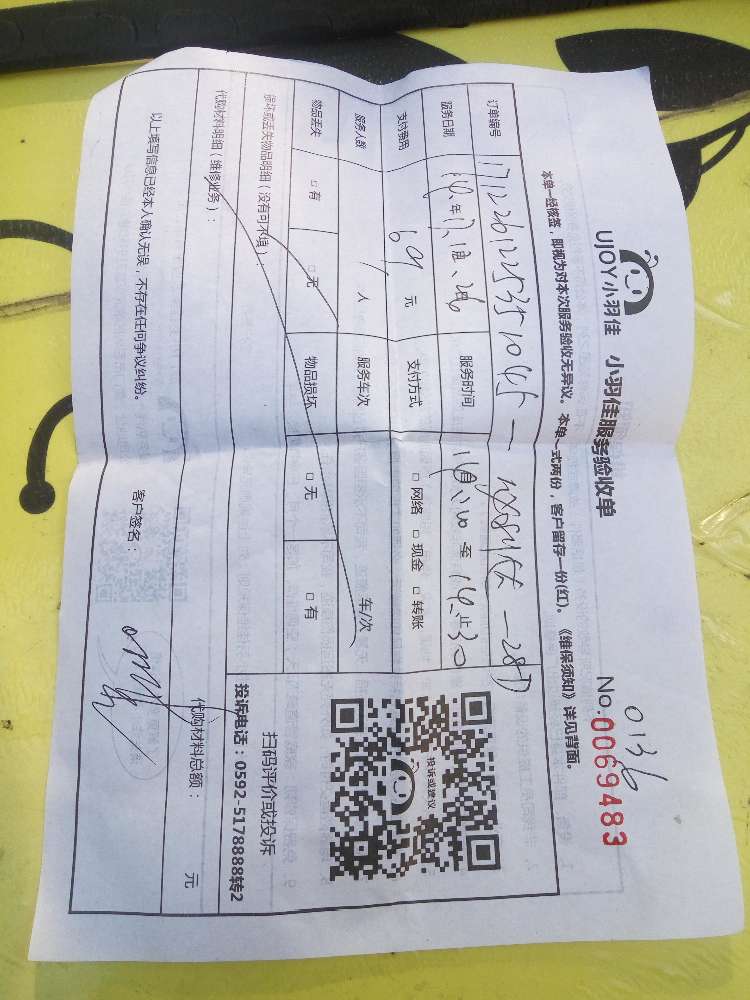 UJOY小羽佳 小羽佳服务验收单
0136
No:0069483
本单一经核签，即视为对本次服务验收无异议。本单一式两份，客户留存一份(红)。《维保须知》详见背面。
订单编号
服务日期 服务时间
支付费用 69 元 支付方式 □ 网络 □ 现金 □ 转账
服务人数 1 人 服务车次 车/次
物品丢失 □ 有 □ 无 物品损坏 □ 无 □ 有
损坏或丢失物品明细（没有可不填）：
投诉或建议
扫码评价或投诉
投诉电话：0592-5178888转2
代购材料明细（维修业务）：
代购材料总额： 元
以上填写信息已经本人确认无误，不存在任何争议纠纷。 客户签名：